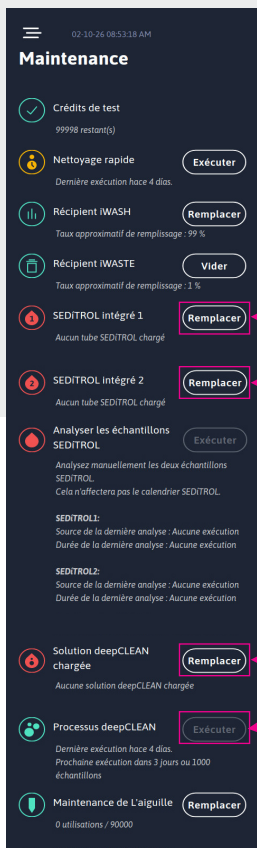 02-10-26 08:53:18 AM
Maintenance
Crédits de test
99998 restant(s)
Nettoyage rapide
Exécuter
Dernière exécution hace 4 días.
Récipient iWASH
Remplacer
Taux approximatif de remplissage : 99 %
Récipient iWASTE
Vider
Taux approximatif de remplissage : 1 %
1
SEDiTROL intégré 1
Remplacer
Aucun tube SEDiTROL chargé
2
SEDiTROL intégré 2
Remplacer
Aucun tube SEDiTROL chargé
Analyser les échantillons
SEDiTROL
Exécuter
Analysez manuellement les deux échantillons
SEDiTROL.
Cela n'affectera pas le calendrier SEDiTROL.
SEDiTROL1:
Source de la dernière analyse : Aucune exécution
Durée de la dernière analyse : Aucune exécution
SEDiTROL2:
Source de la dernière analyse : Aucune exécution
Durée de la dernière analyse : Aucune exécution
Solution deepCLEAN
chargée
Remplacer
Aucune solution deepCLEAN chargée
Processus deepCLEAN
Exécuter
Dernière exécution hace 4 días.
Prochaine exécution dans 3 jours ou 1000
échantillons
Maintenance de L'aiguille
Remplacer
0 utilisations / 90000